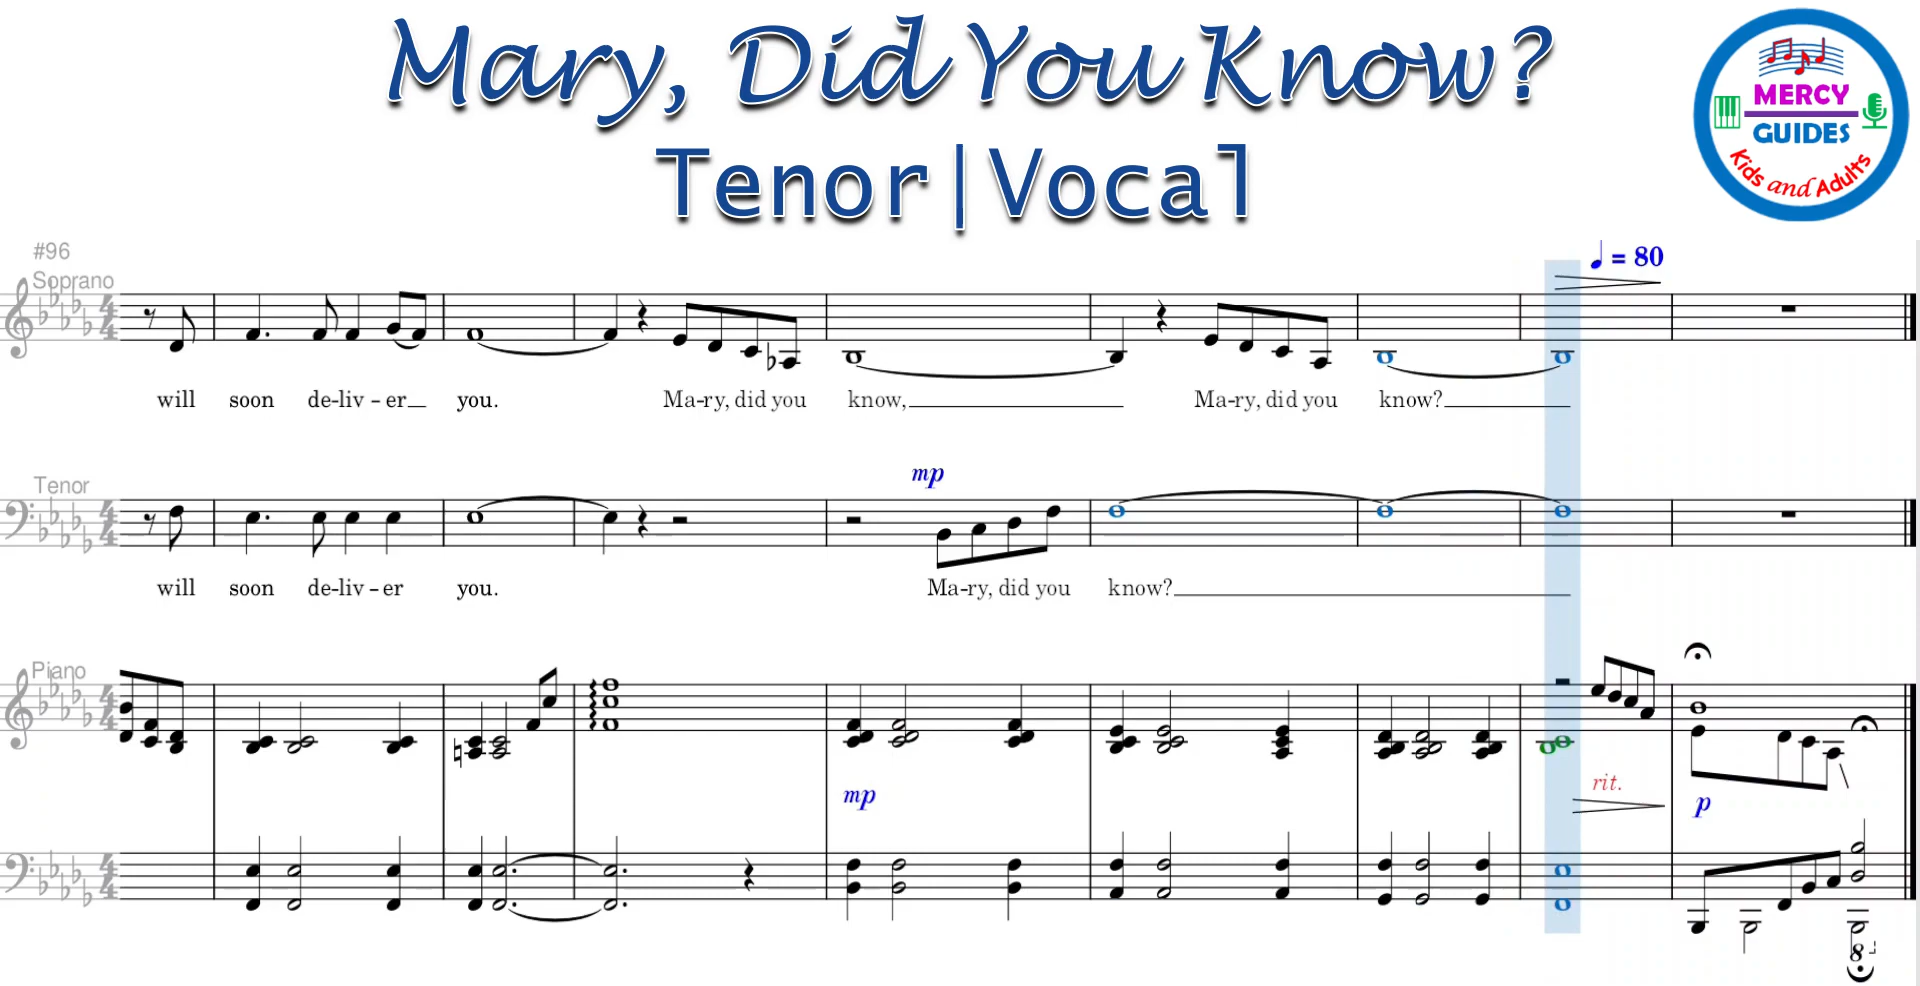 Mary, Did You Know?
Tenor|Vocal
MERCY
GUIDES
Kids and Adults
#96
♩ = 80
Soprano
will soon de-liv - er you. Ma-ry, did you know, Ma-ry, did you know?
mp
Tenor
will soon de-liv - er you. Ma-ry, did you know?
Piano
mp
rit.
p
8